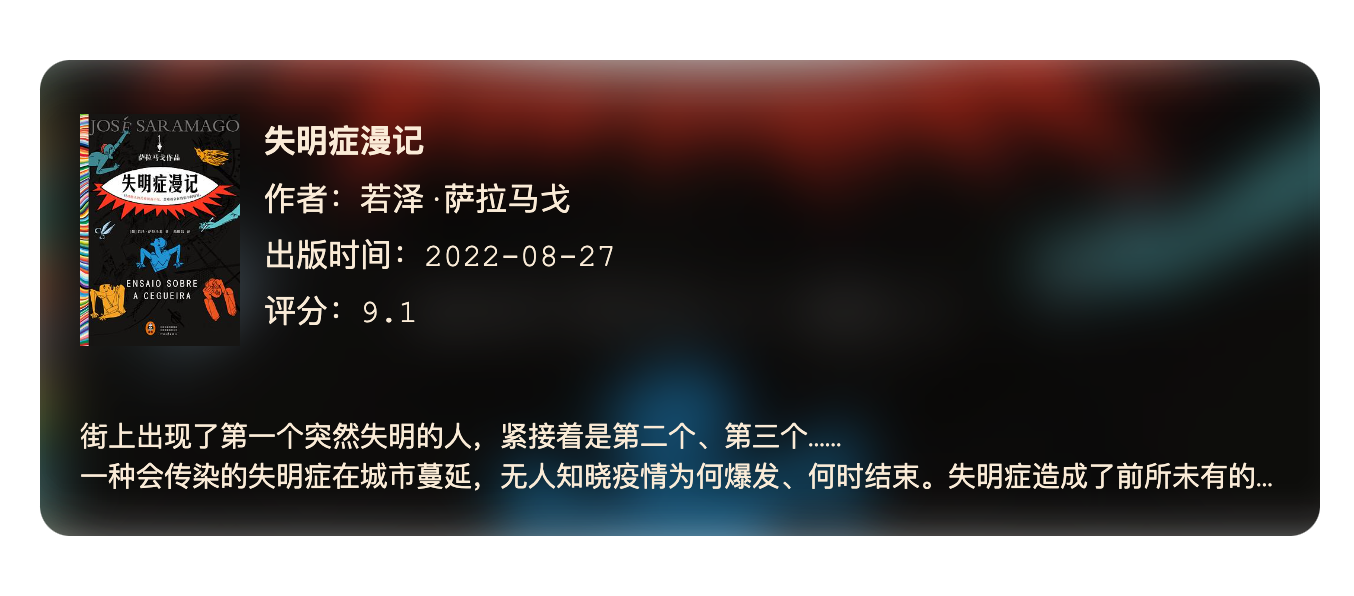 JOSÉ SARAMAGO
萨拉马戈作品
失明症漫记
ENSAIO SOBRE
A CEGUEIRA
失明症漫记
作者：若泽·萨拉马戈
出版时间：2022-08-27
评分：9.1
街上出现了第一个突然失明的人，紧接着是第二个、第三个……
一种会传染的失明症在城市蔓延，无人知晓疫情为何爆发、何时结束。失明症造成了前所未有的...